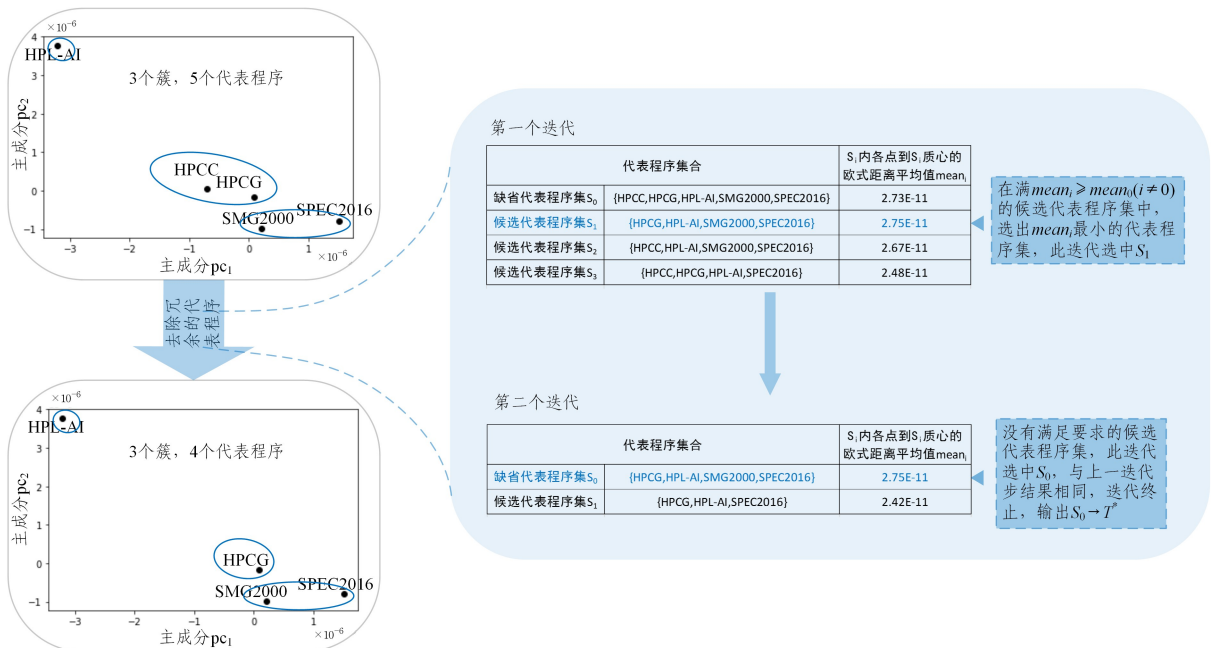 ×10⁻⁶
4
3
2
1
0
−1
HPL-AI
3个簇，5个代表程序
HPCC
HPCG
SPEC2016
SMG2000
主成分pc₂
−3
−2
−1
0
1
主成分pc₁
×10⁻⁶
去除冗
余的代
表程序
×10⁻⁶
4
3
2
1
0
−1
HPL-AI
3个簇，4个代表程序
HPCG
SPEC2016
SMG2000
主成分pc₂
−3
−2
−1
0
1
主成分pc₁
×10⁻⁶
第一个迭代
代表程序集合
Sᵢ内各点到Sᵢ质心的
欧式距离平均值meanᵢ
缺省代表程序集S₀ {HPCC,HPCG,HPL-AI,SMG2000,SPEC2016} 2.73E-11
候选代表程序集S₁ {HPCG,HPL-AI,SMG2000,SPEC2016} 2.75E-11
候选代表程序集S₂ {HPCC,HPL-AI,SMG2000,SPEC2016} 2.67E-11
候选代表程序集S₃ {HPCC,HPCG,HPL-AI,SPEC2016} 2.48E-11
在满meanᵢ⩾mean₀(i≠0)
的候选代表程序集中，
选出meanᵢ最小的代表程
序集，此迭代选中S₁
第二个迭代
代表程序集合
Sᵢ内各点到Sᵢ质心的
欧式距离平均值meanᵢ
缺省代表程序集S₀ {HPCG,HPL-AI,SMG2000,SPEC2016} 2.75E-11
候选代表程序集S₁ {HPCG,HPL-AI,SPEC2016} 2.42E-11
没有满足要求的候选
代表程序集，此迭代
选中S₀，与上一迭代
步结果相同，迭代终
止，输出S₀→T*